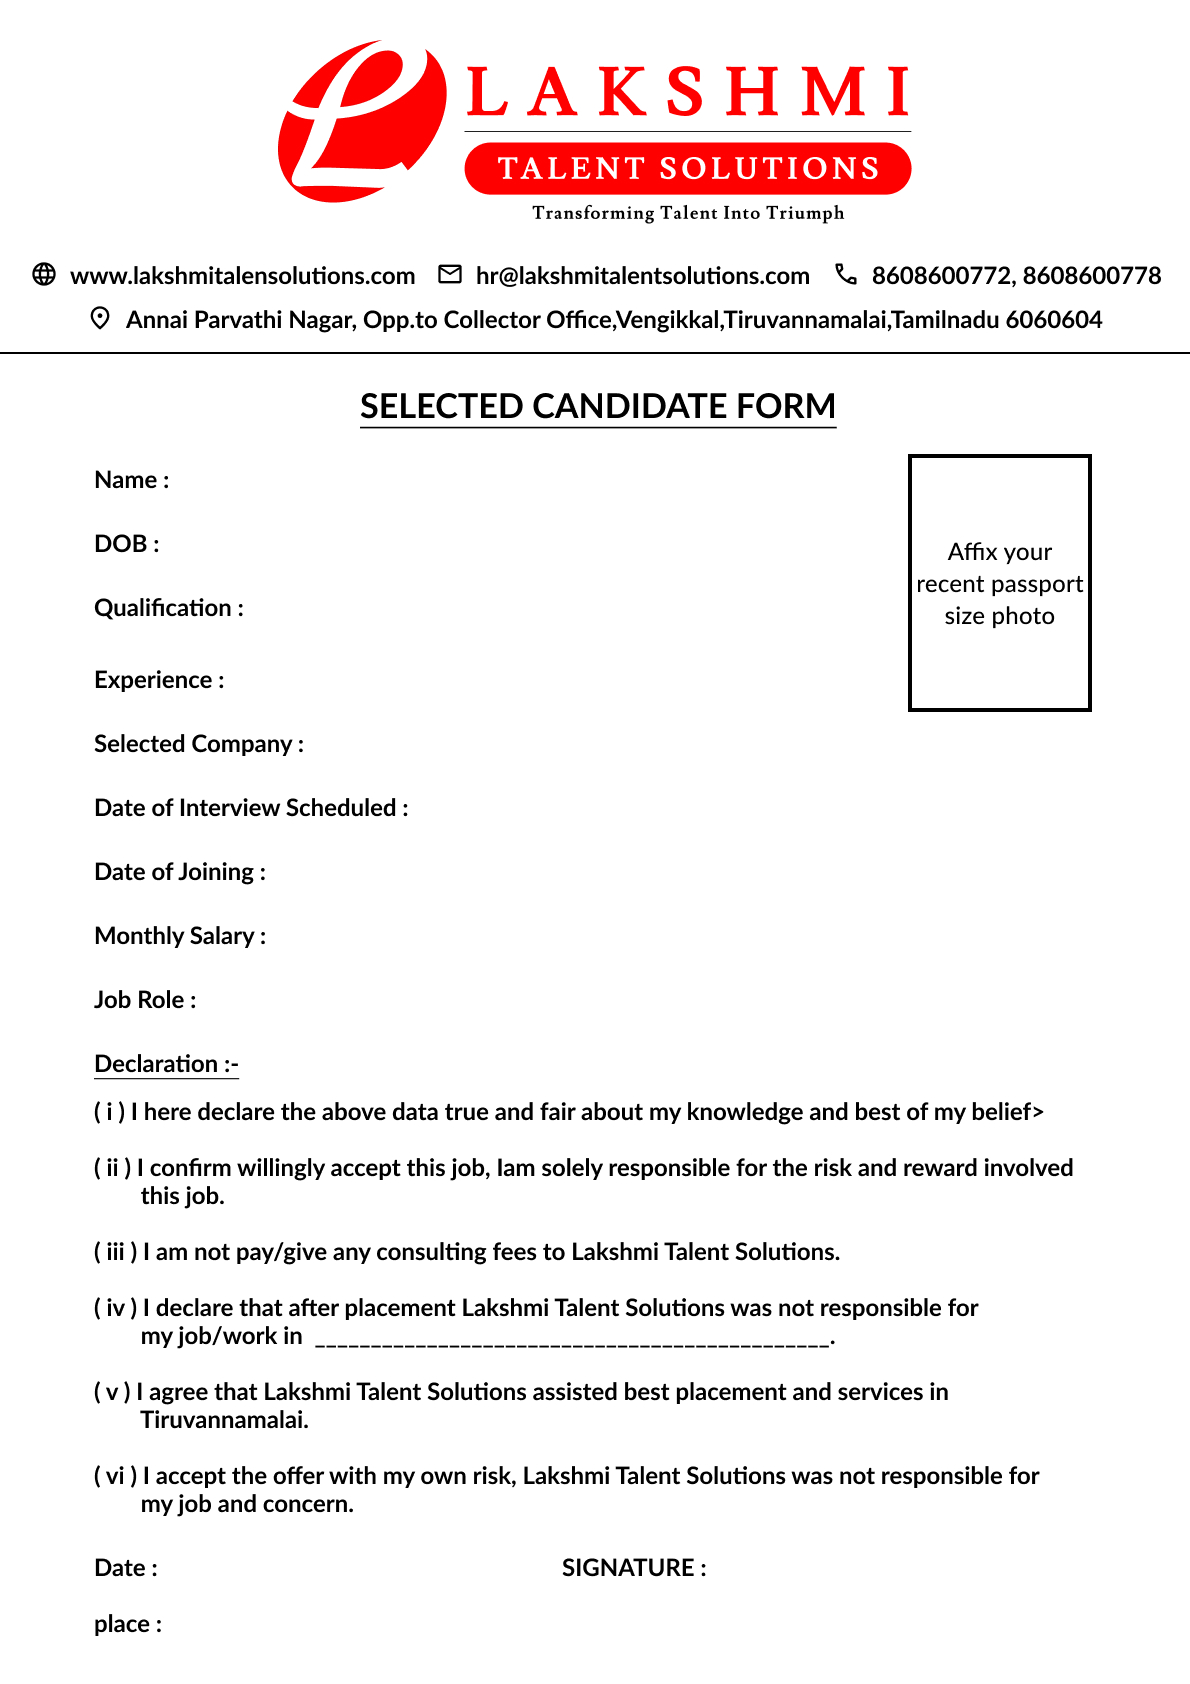 LAKSHMI
TALENT SOLUTIONS
Transforming Talent Into Triumph
www.lakshmitalensolutions.com hr@lakshmitalentsolutions.com 8608600772, 8608600778
Annai Parvathi Nagar, Opp.to Collector Office,Vengikkal,Tiruvannamalai,Tamilnadu 6060604
SELECTED CANDIDATE FORM
Name :
DOB :
Qualification :
Affix your
recent passport
size photo
Experience :
Selected Company :
Date of Interview Scheduled :
Date of Joining :
Monthly Salary :
Job Role :
Declaration :-
( i ) I here declare the above data true and fair about my knowledge and best of my belief>
( ii ) I confirm willingly accept this job, Iam solely responsible for the risk and reward involved
this job.
( iii ) I am not pay/give any consulting fees to Lakshmi Talent Solutions.
( iv ) I declare that after placement Lakshmi Talent Solutions was not responsible for
my job/work in ______________________________________________.
( v ) I agree that Lakshmi Talent Solutions assisted best placement and services in
Tiruvannamalai.
( vi ) I accept the offer with my own risk, Lakshmi Talent Solutions was not responsible for
my job and concern.
Date : SIGNATURE :
place :